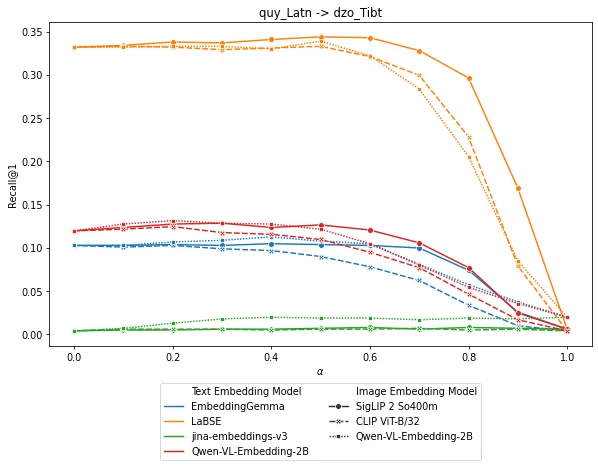 quy_Latn -> dzo_Tibt
Recall@1
0.35
0.30
0.25
0.20
0.15
0.10
0.05
0.00
0.0 0.2 0.4 0.6 0.8 1.0
α
Text Embedding Model
EmbeddingGemma
LaBSE
jina-embeddings-v3
Qwen-VL-Embedding-2B
Image Embedding Model
SigLIP 2 So400m
CLIP ViT-B/32
Qwen-VL-Embedding-2B